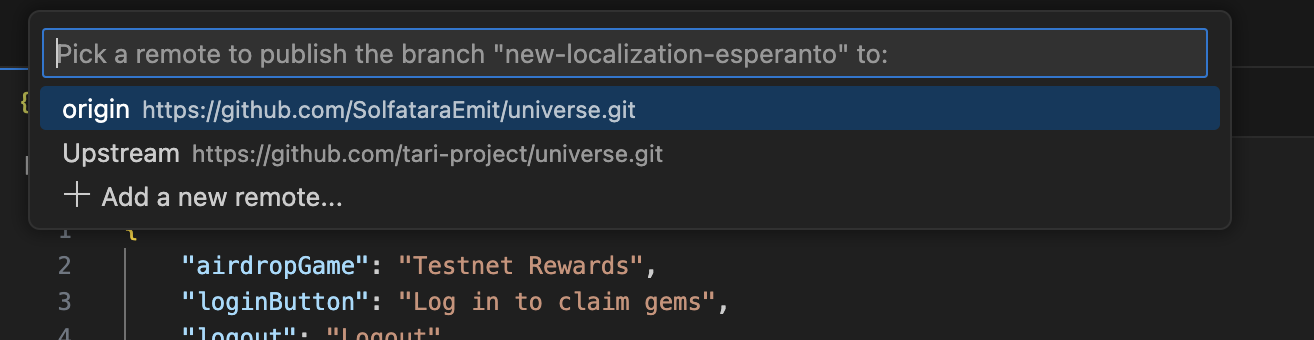 Pick a remote to publish the branch "new-localization-esperanto" to:
origin https://github.com/SolfataraEmit/universe.git
Upstream https://github.com/tari-project/universe.git
+ Add a new remote...
1 {
2 "airdropGame": "Testnet Rewards",
3 "loginButton": "Log in to claim gems",
4 "logout": "Logout"